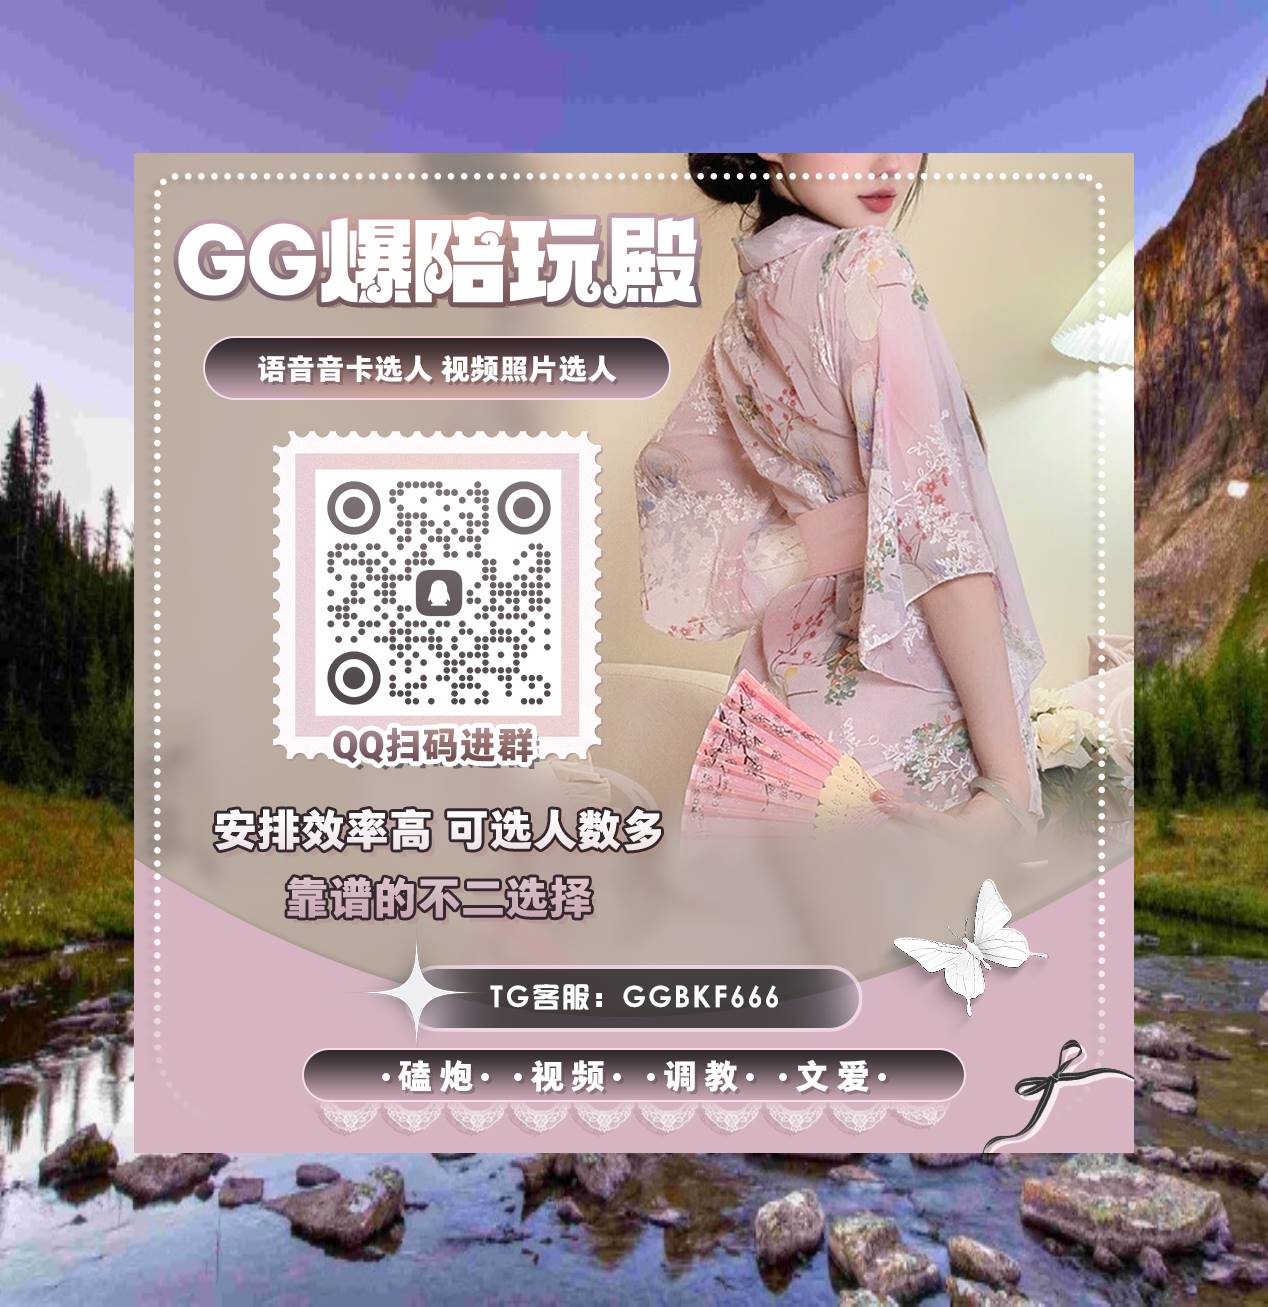 GG爆陪玩殿
语音音卡选人 视频照片选人
QQ扫码进群
安排效率高 可选人数多
靠谱的不二选择
TG客服：GGBKF666
·磕炮· ·视频· ·调教· ·文爱·